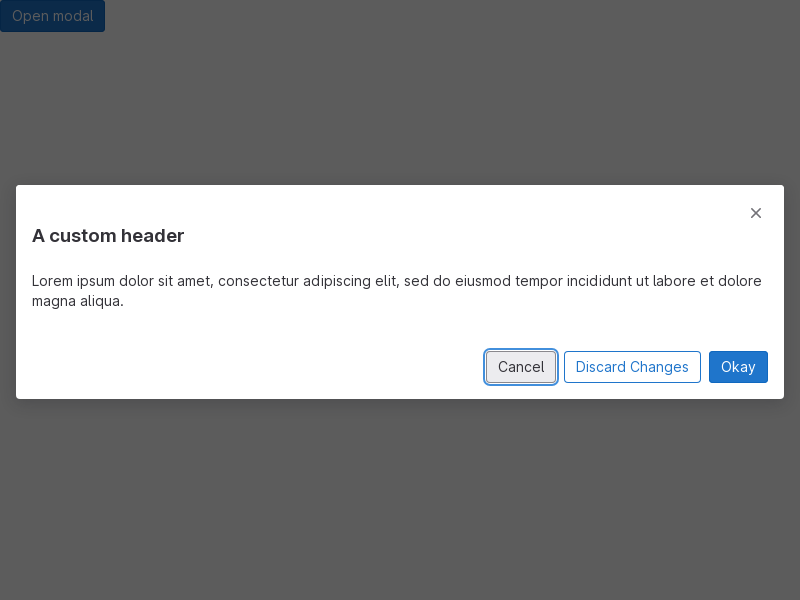 Open modal
A custom header
Lorem ipsum dolor sit amet, consectetur adipiscing elit, sed do eiusmod tempor incididunt ut labore et dolore
magna aliqua.
Cancel Discard Changes Okay